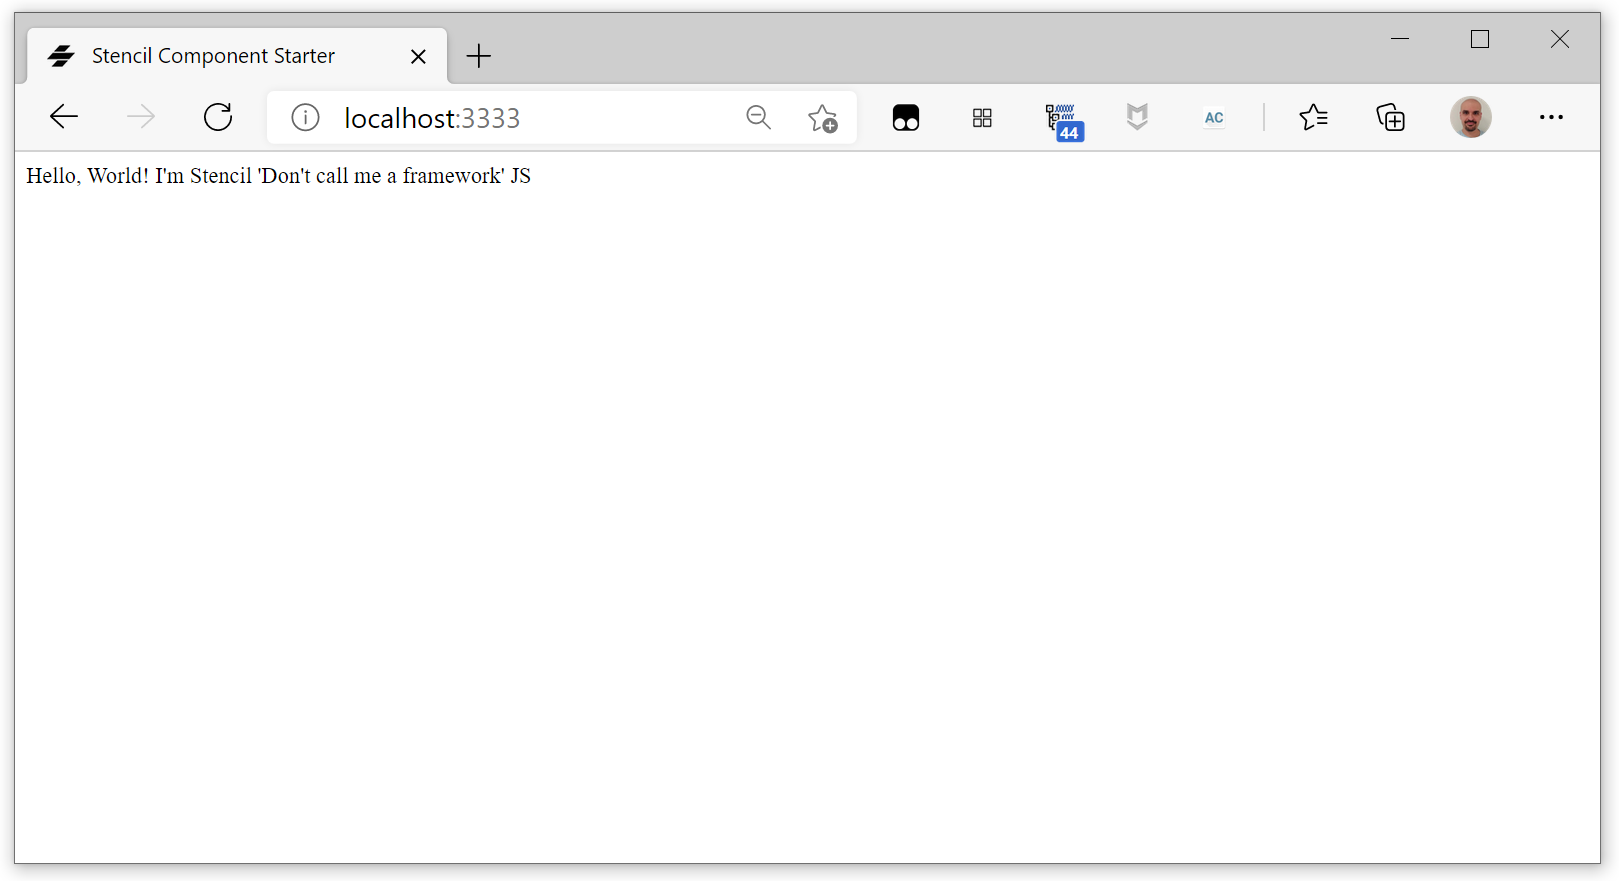 Stencil Component Starter
localhost:3333
44
AC
Hello, World! I'm Stencil 'Don't call me a framework' JS